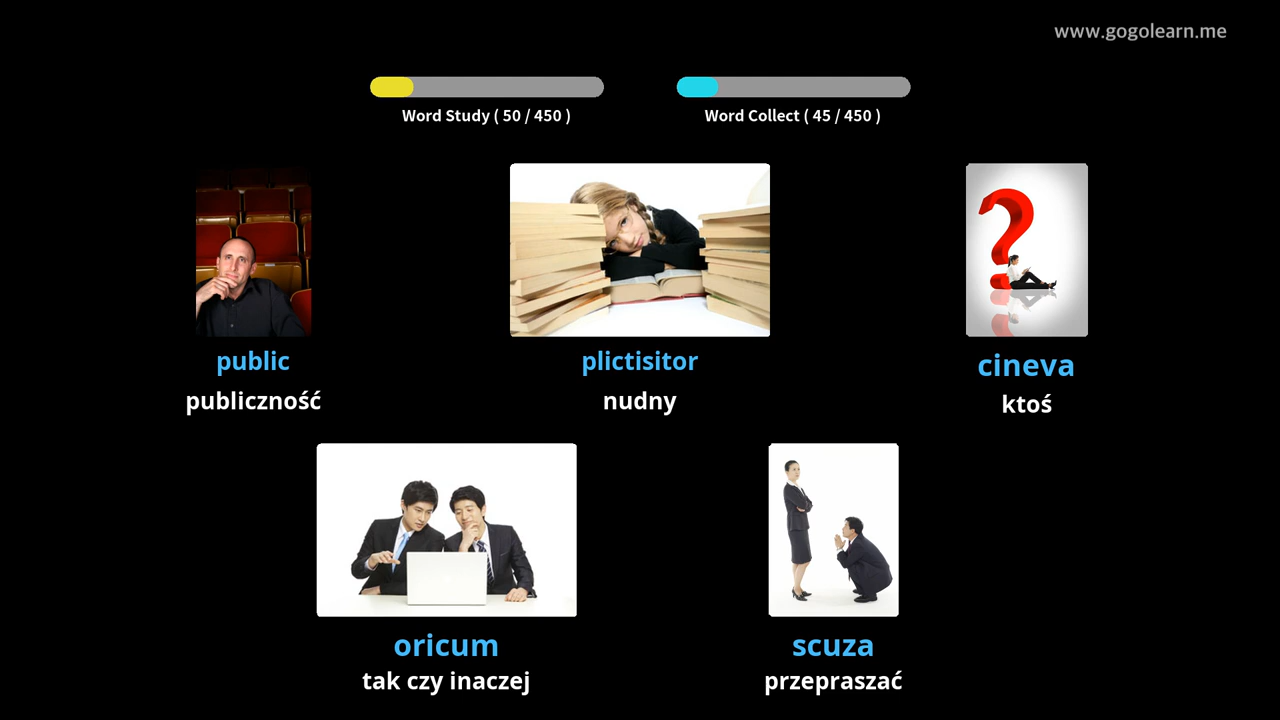 www.gogolearn.me
Word Study ( 50 / 450 )
Word Collect ( 45 / 450 )
public
publiczność
plictisitor
nudny
cineva
ktoś
oricum
tak czy inaczej
scuza
przepraszać